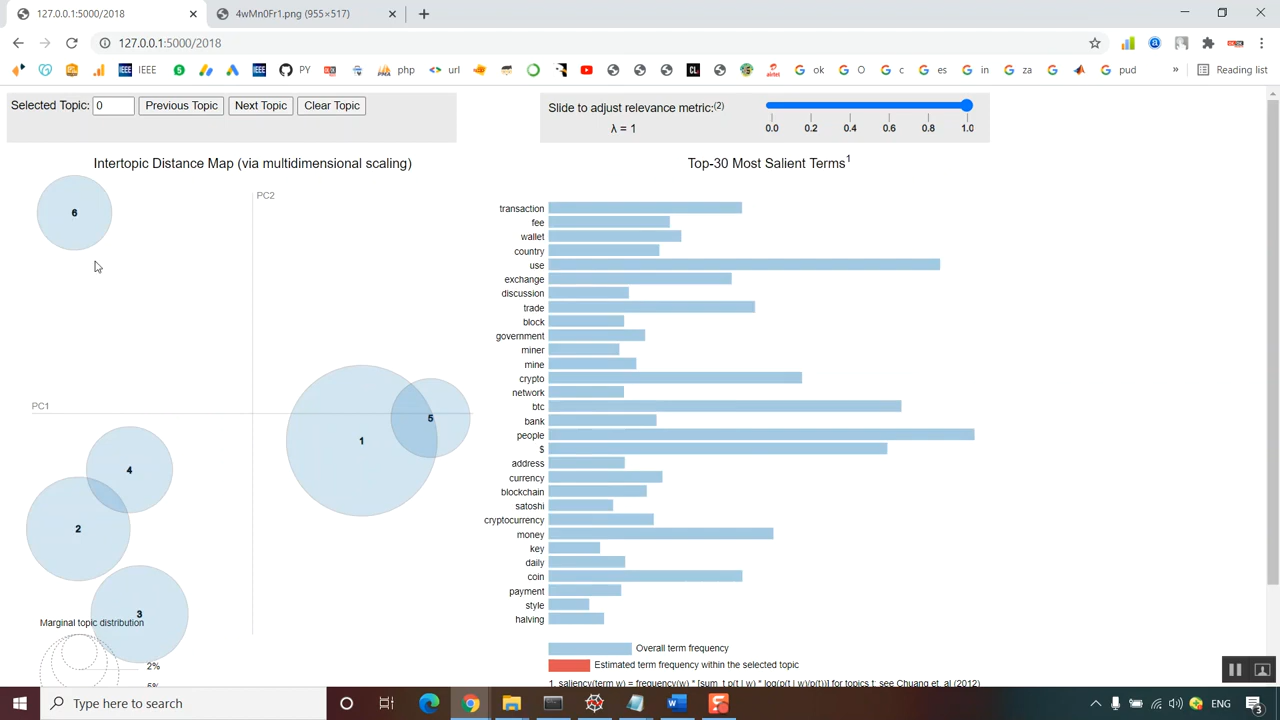 127.0.0.1:5000/2018
4wMn0Fr1.png (955×517)
127.0.0.1:5000/2018
IEEE
PY
php
url
ok
O
c
es
in
za
pud
»
Reading list
Selected Topic: 0 Previous Topic Next Topic Clear Topic
Slide to adjust relevance metric:(2)
λ = 1
0.0 0.2 0.4 0.6 0.8 1.0
Intertopic Distance Map (via multidimensional scaling)
PC2
PC1
6
1
5
4
2
3
Marginal topic distribution
2%
5%
Top-30 Most Salient Terms1
transaction
fee
wallet
country
use
exchange
discussion
trade
block
government
miner
mine
crypto
network
btc
bank
people
$
address
currency
blockchain
satoshi
cryptocurrency
money
key
daily
coin
payment
style
halving
Overall term frequency
Estimated term frequency within the selected topic
1. saliency(term w) = frequency(w) * [sum_t p(t | w) * log(p(t | w)/p(t))] for topics t; see Chuang et. al (2012)
Type here to search
ENG
3